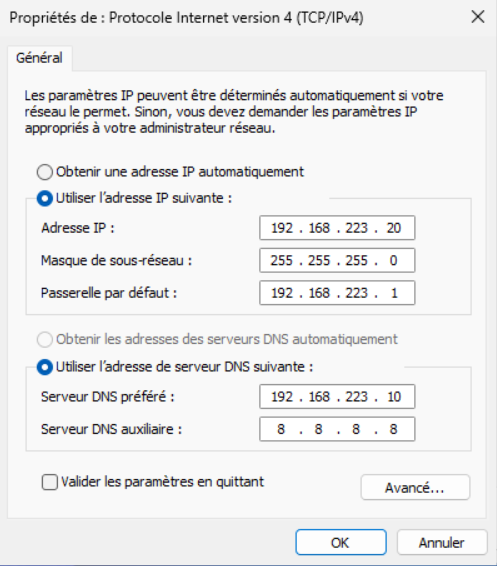 Propriétés de : Protocole Internet version 4 (TCP/IPv4)
Général
Les paramètres IP peuvent être déterminés automatiquement si votre
réseau le permet. Sinon, vous devez demander les paramètres IP
appropriés à votre administrateur réseau.
Obtenir une adresse IP automatiquement
Utiliser l'adresse IP suivante :
Adresse IP : 192 . 168 . 223 . 20
Masque de sous-réseau : 255 . 255 . 255 . 0
Passerelle par défaut : 192 . 168 . 223 . 1
Obtenir les adresses des serveurs DNS automatiquement
Utiliser l'adresse de serveur DNS suivante :
Serveur DNS préféré : 192 . 168 . 223 . 10
Serveur DNS auxiliaire : 8 . 8 . 8 . 8
Valider les paramètres en quittant
Avancé...
OK Annuler